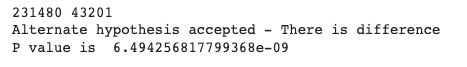 231480 43201
Alternate hypothesis accepted - There is difference
P value is  6.494256817799368e-09